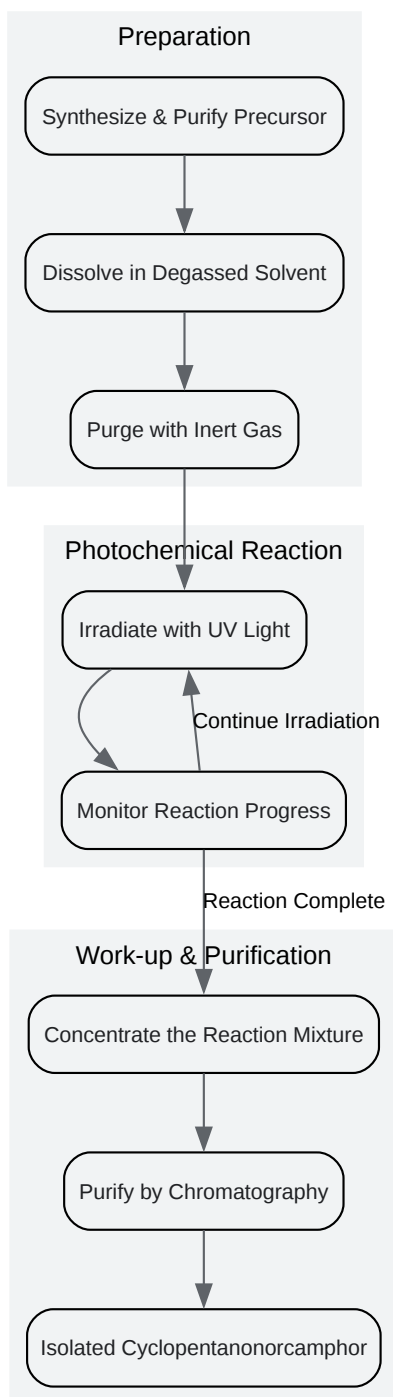 Preparation
Synthesize & Purify Precursor
Dissolve in Degassed Solvent
Purge with Inert Gas
Photochemical Reaction
Irradiate with UV Light
Continue Irradiation
Monitor Reaction Progress
Reaction Complete
Work-up & Purification
Concentrate the Reaction Mixture
Purify by Chromatography
Isolated Cyclopentanonorcamphor